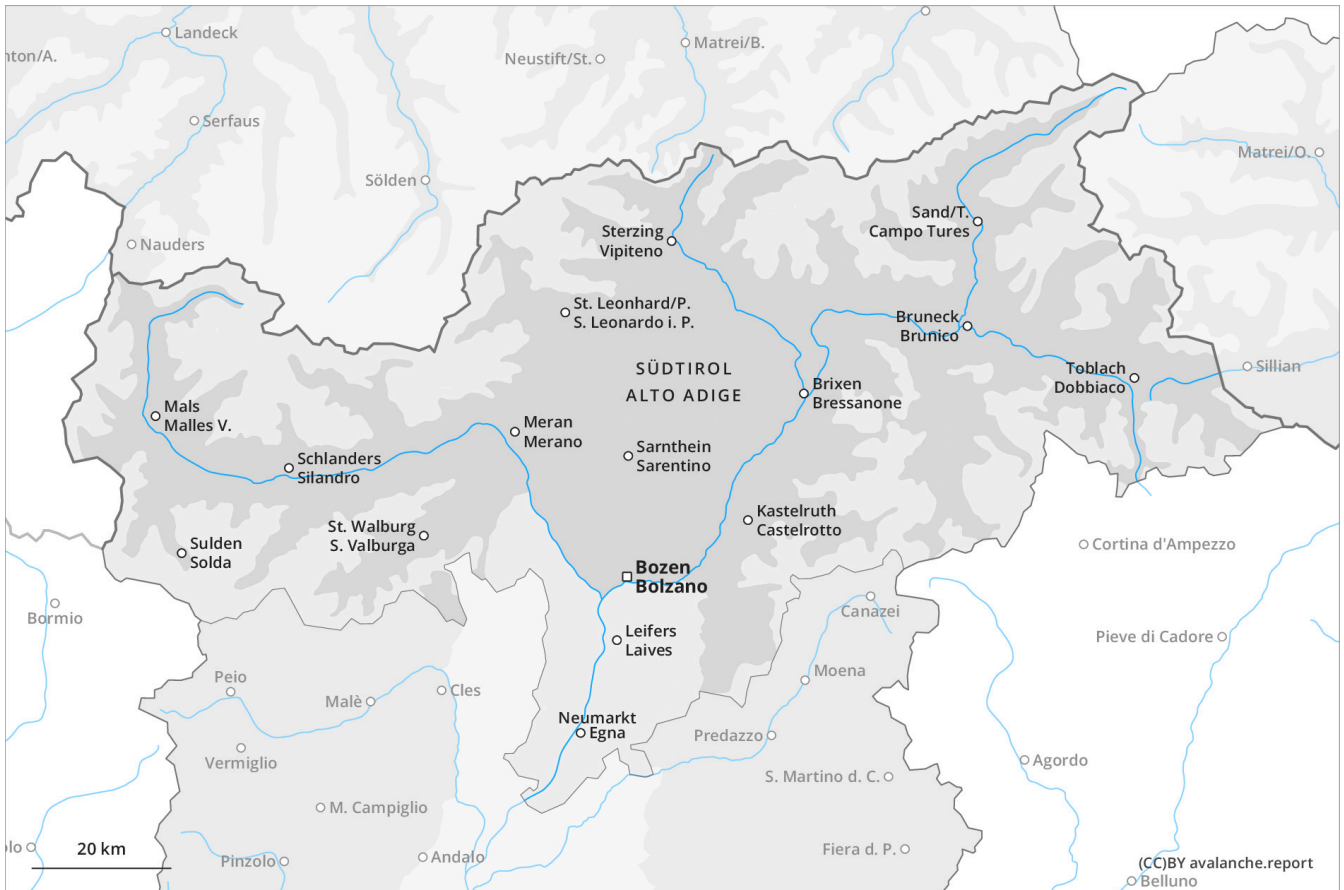 Landeck
nton/A.
Neustift/St.
Matrei/B.
Serfaus
Matrei/O.
Sölden
Nauders
Sand/T.
Campo Tures
Sterzing
Vipiteno
St. Leonhard/P.
S. Leonardo i. P.
Bruneck
Brunico
SÜDTIROL
ALTO ADIGE
Toblach
Dobbiaco
Sillian
Brixen
Bressanone
Mals
Malles V.
Meran
Merano
Schlanders
Silandro
Sarnthein
Sarentino
Kastelruth
Castelrotto
St. Walburg
S. Valburga
Sulden
Solda
Cortina d'Ampezzo
Bozen
Bolzano
Bormio
Canazei
Leifers
Laives
Pieve di Cadore
Peio
Malè
Cles
Moena
Neumarkt
Egna
Predazzo
Vermiglio
Agordo
S. Martino d. C.
M. Campiglio
olo
20 km
Pinzolo
Andalo
Fiera d. P.
(CC)BY avalanche.report
Belluno